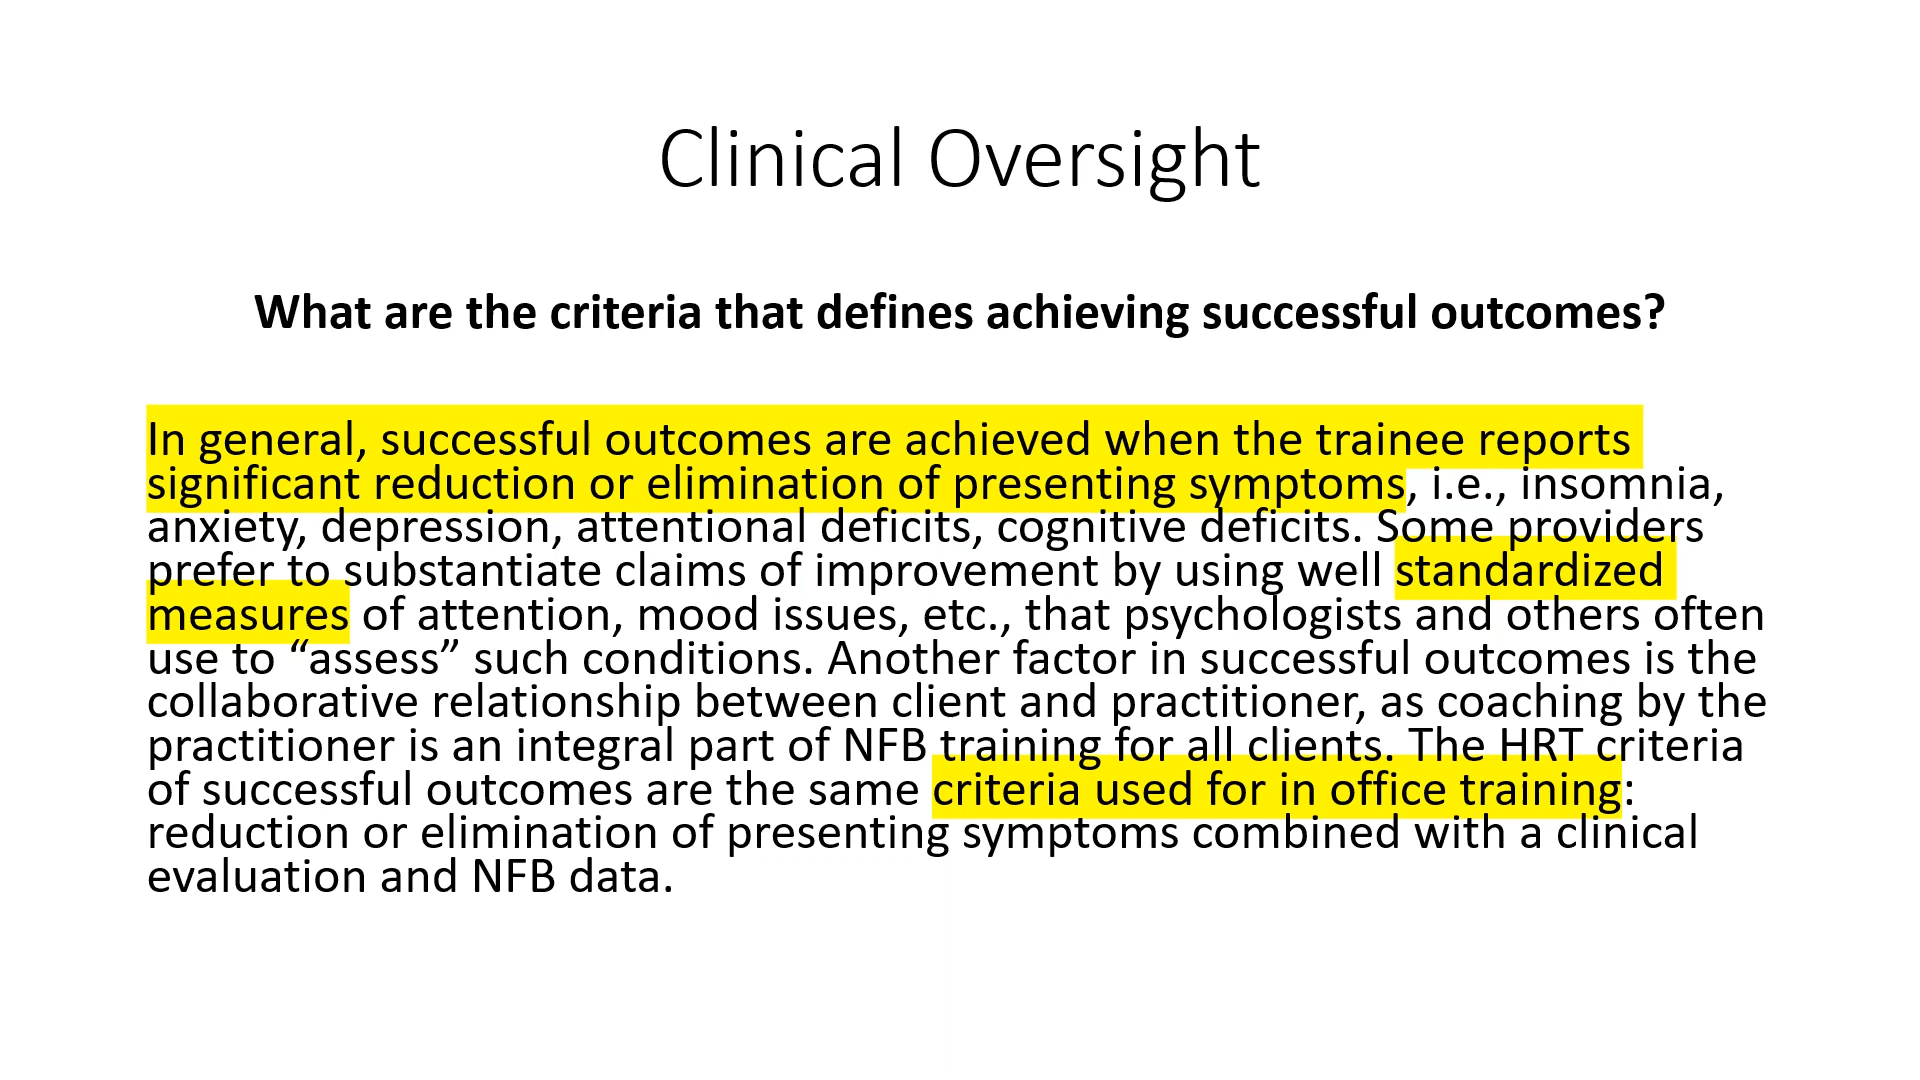 Clinical Oversight
What are the criteria that defines achieving successful outcomes?
In general, successful outcomes are achieved when the trainee reports
significant reduction or elimination of presenting symptoms, i.e., insomnia,
anxiety, depression, attentional deficits, cognitive deficits. Some providers
prefer to substantiate claims of improvement by using well standardized
measures of attention, mood issues, etc., that psychologists and others often
use to “assess” such conditions. Another factor in successful outcomes is the
collaborative relationship between client and practitioner, as coaching by the
practitioner is an integral part of NFB training for all clients. The HRT criteria
of successful outcomes are the same criteria used for in office training:
reduction or elimination of presenting symptoms combined with a clinical
evaluation and NFB data.